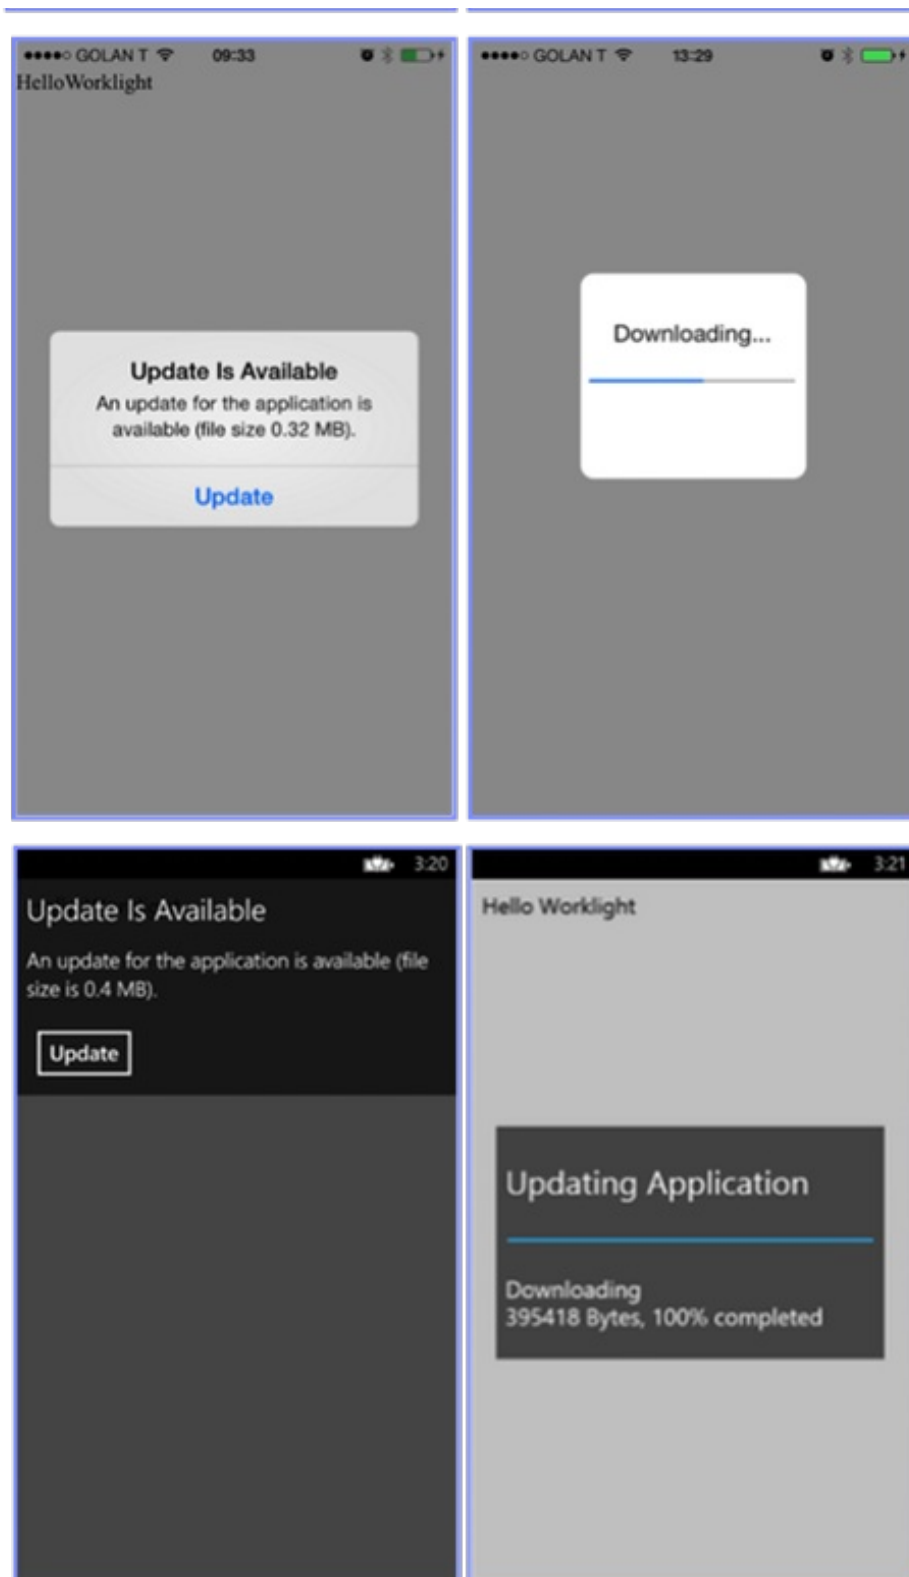 GOLAN T 09:33
HelloWorklight
Update Is Available
An update for the application is
available (file size 0.32 MB).
Update
GOLAN T 13:29
Downloading...
3:20
Update Is Available
An update for the application is available (file
size is 0.4 MB).
Update
3:21
Hello Worklight
Updating Application
Downloading
395418 Bytes, 100% completed